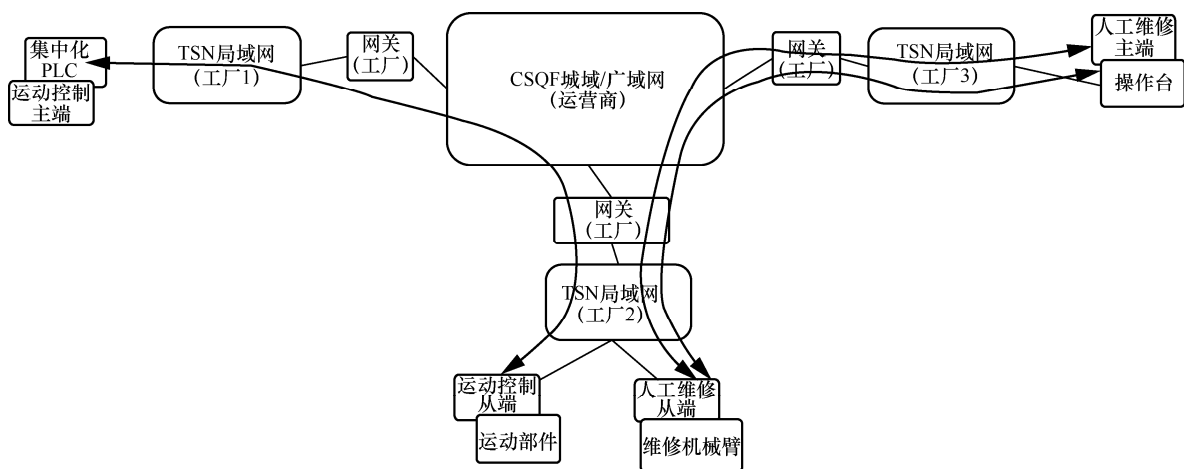 集中化
PLC
运动控制
主端
TSN局域网
(工厂1)
网关
(工厂)
CSQF城域/广域网
(运营商)
网关
(工厂)
TSN局域网
(工厂3)
人工维修
主端
操作台
网关
(工厂)
TSN局域网
(工厂2)
运动控制
从端
运动部件
人工维修
从端
维修机械臂